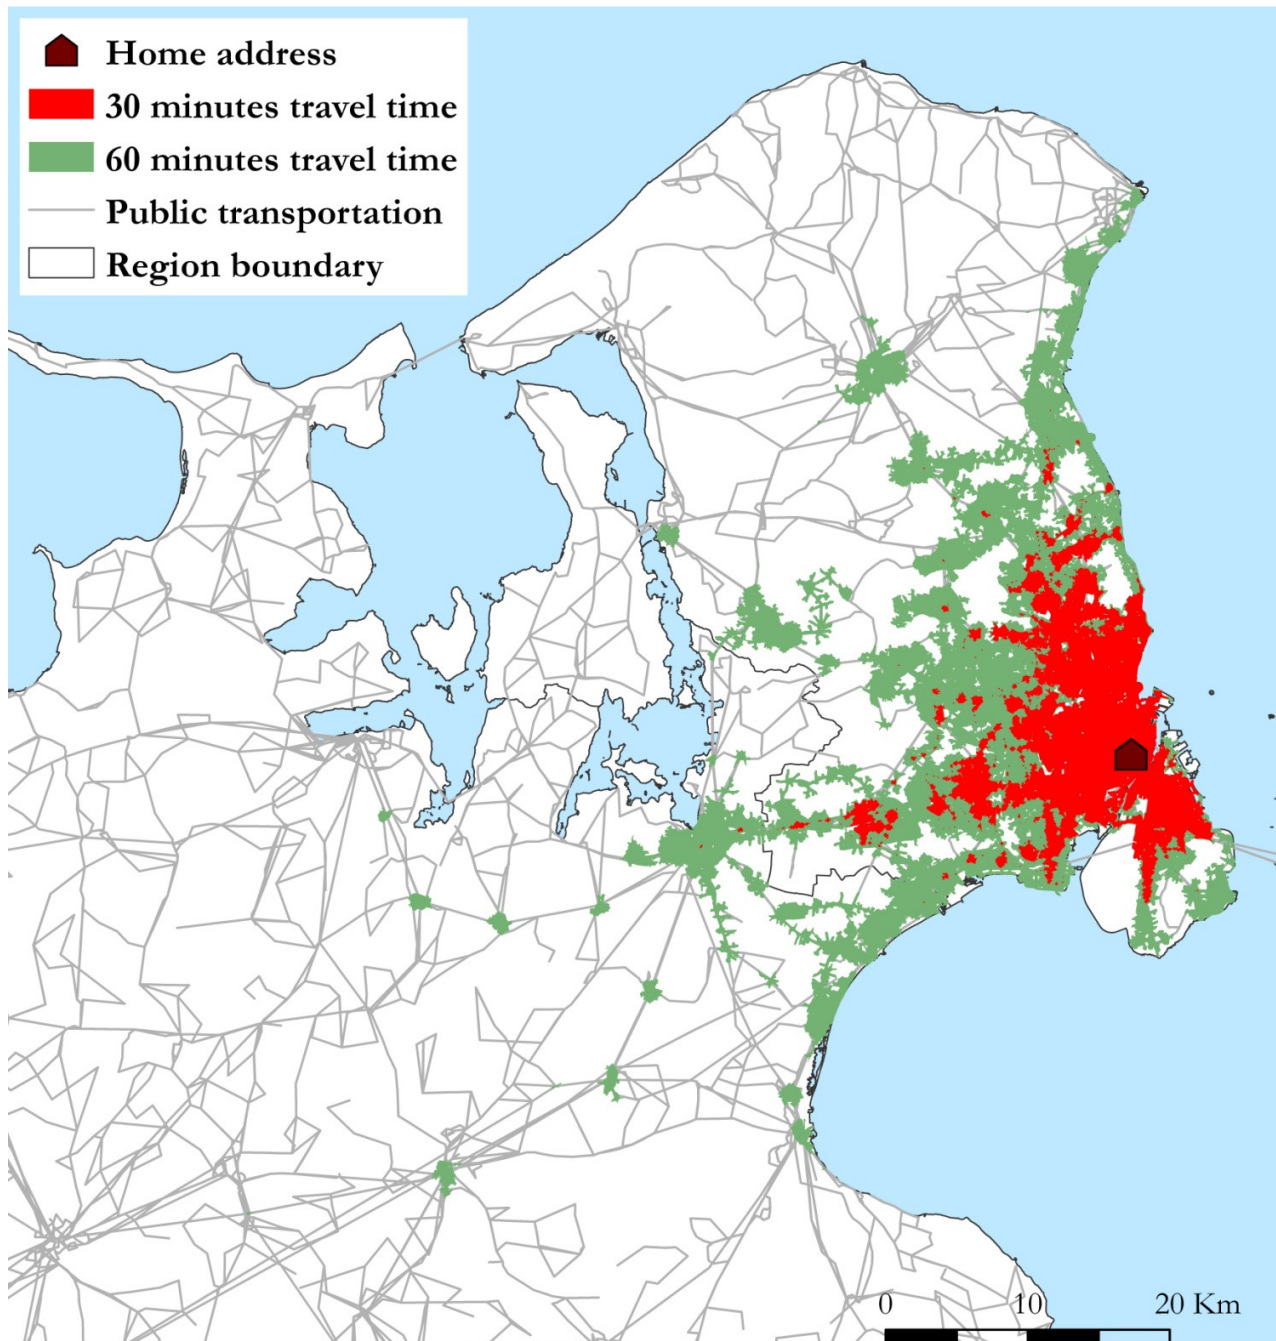 Home address
30 minutes travel time
60 minutes travel time
Public transportation
Region boundary
0 10 20 Km